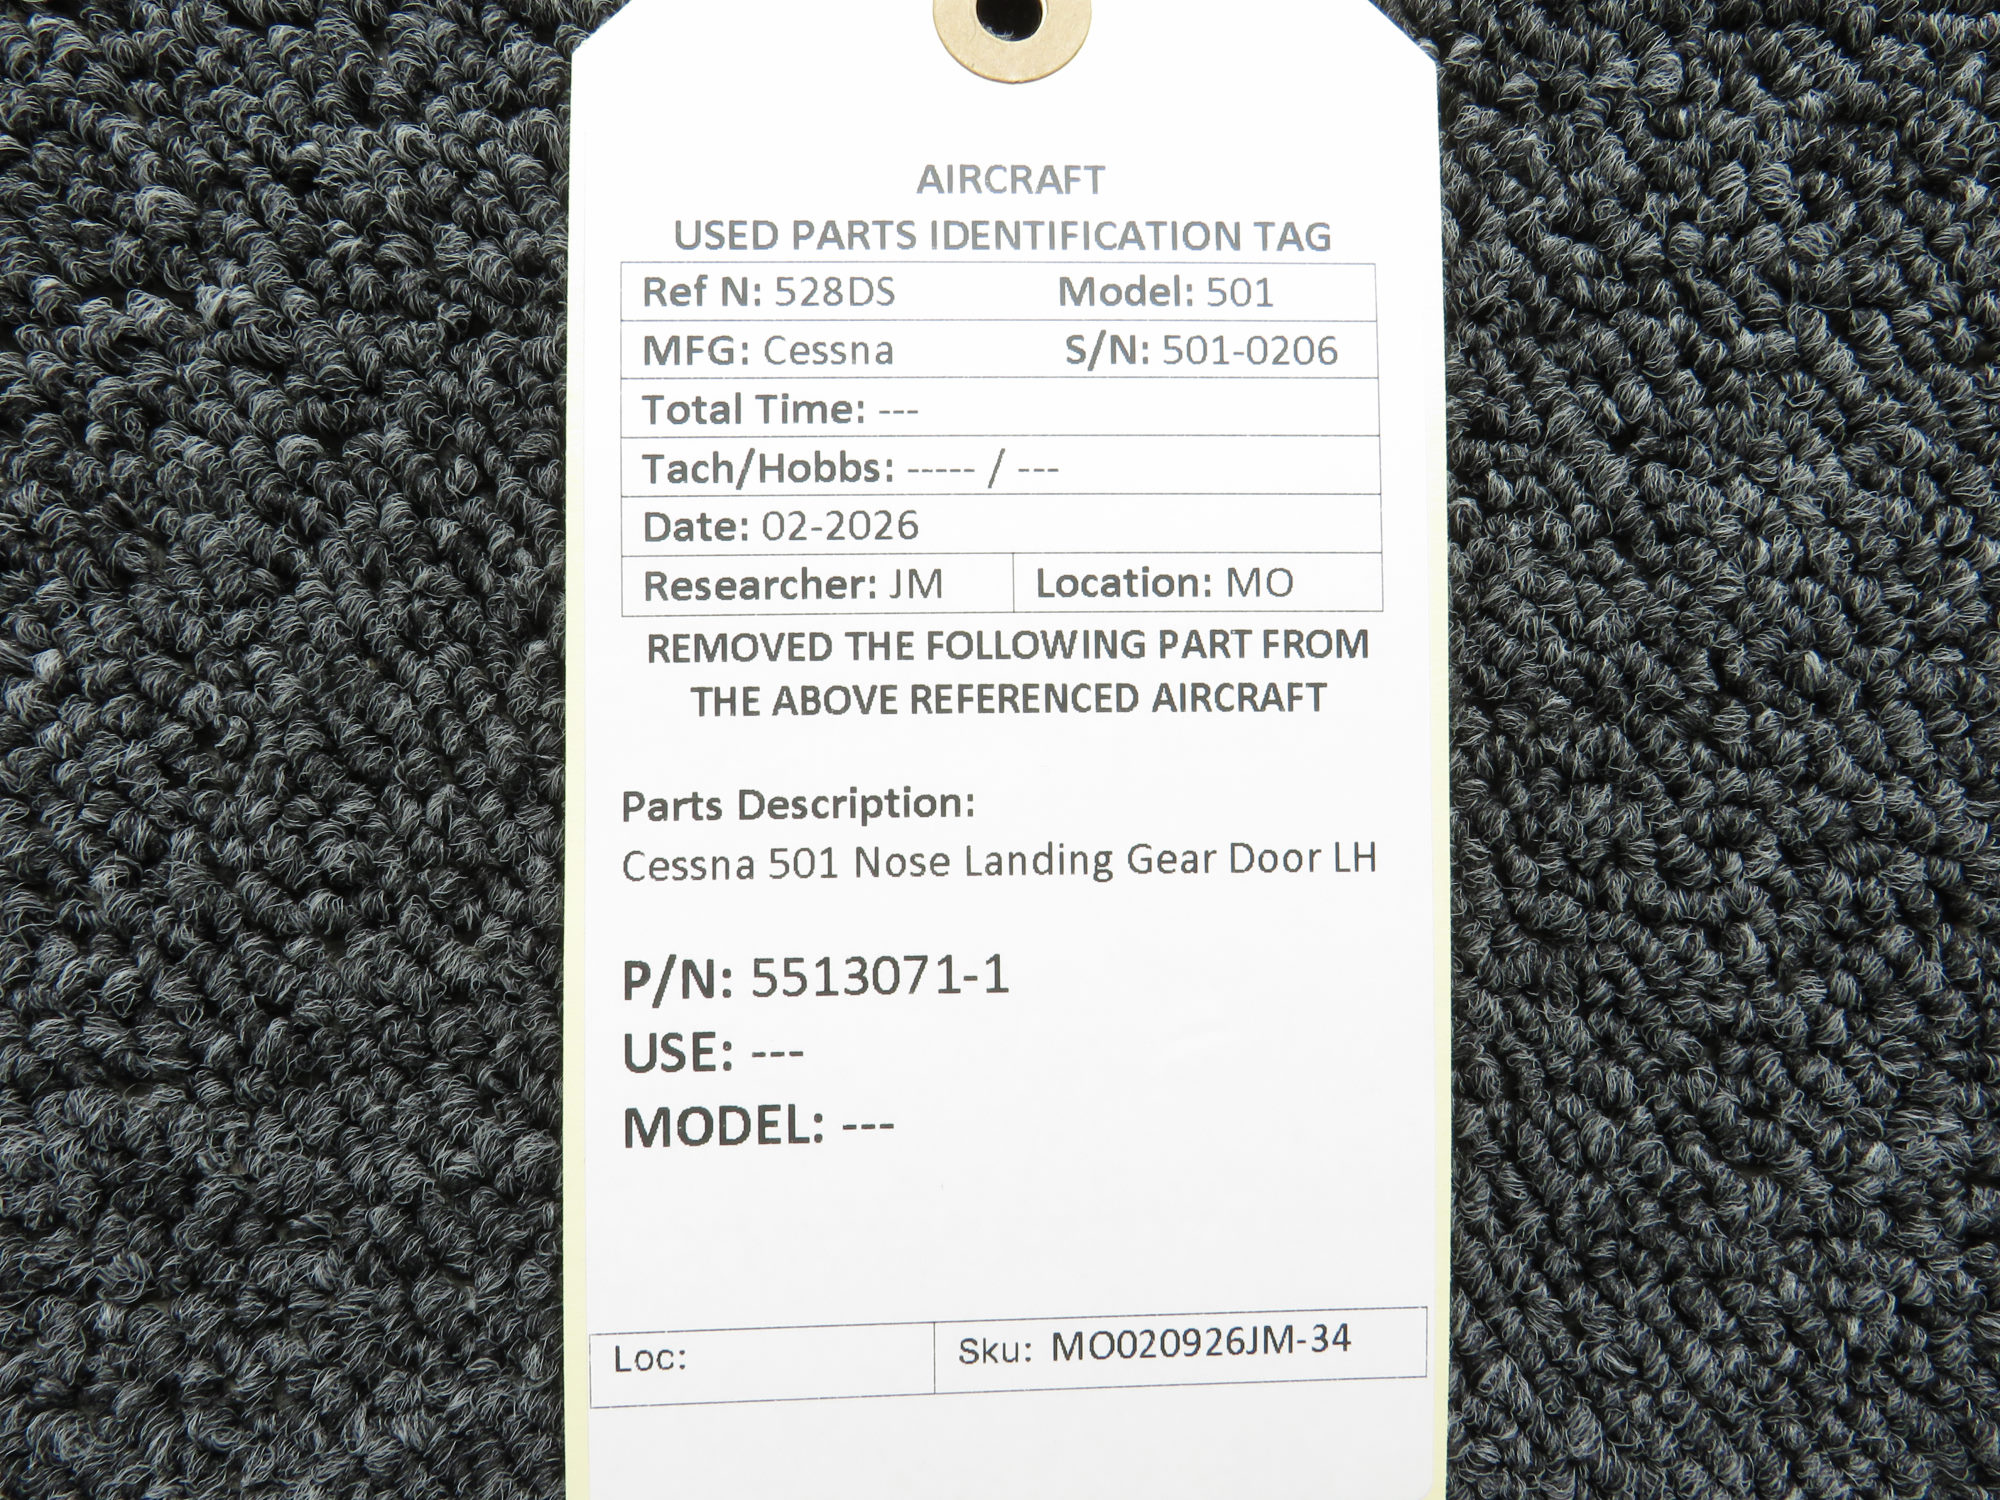 AIRCRAFT
USED PARTS IDENTIFICATION TAG
Ref N: 528DS Model: 501
MFG: Cessna S/N: 501-0206
Total Time: ---
Tach/Hobbs: ----- / ---
Date: 02-2026
Researcher: JM Location: MO
REMOVED THE FOLLOWING PART FROM
THE ABOVE REFERENCED AIRCRAFT
Parts Description:
Cessna 501 Nose Landing Gear Door LH
P/N: 5513071-1
USE: ---
MODEL: ---
Loc: Sku: MO020926JM-34